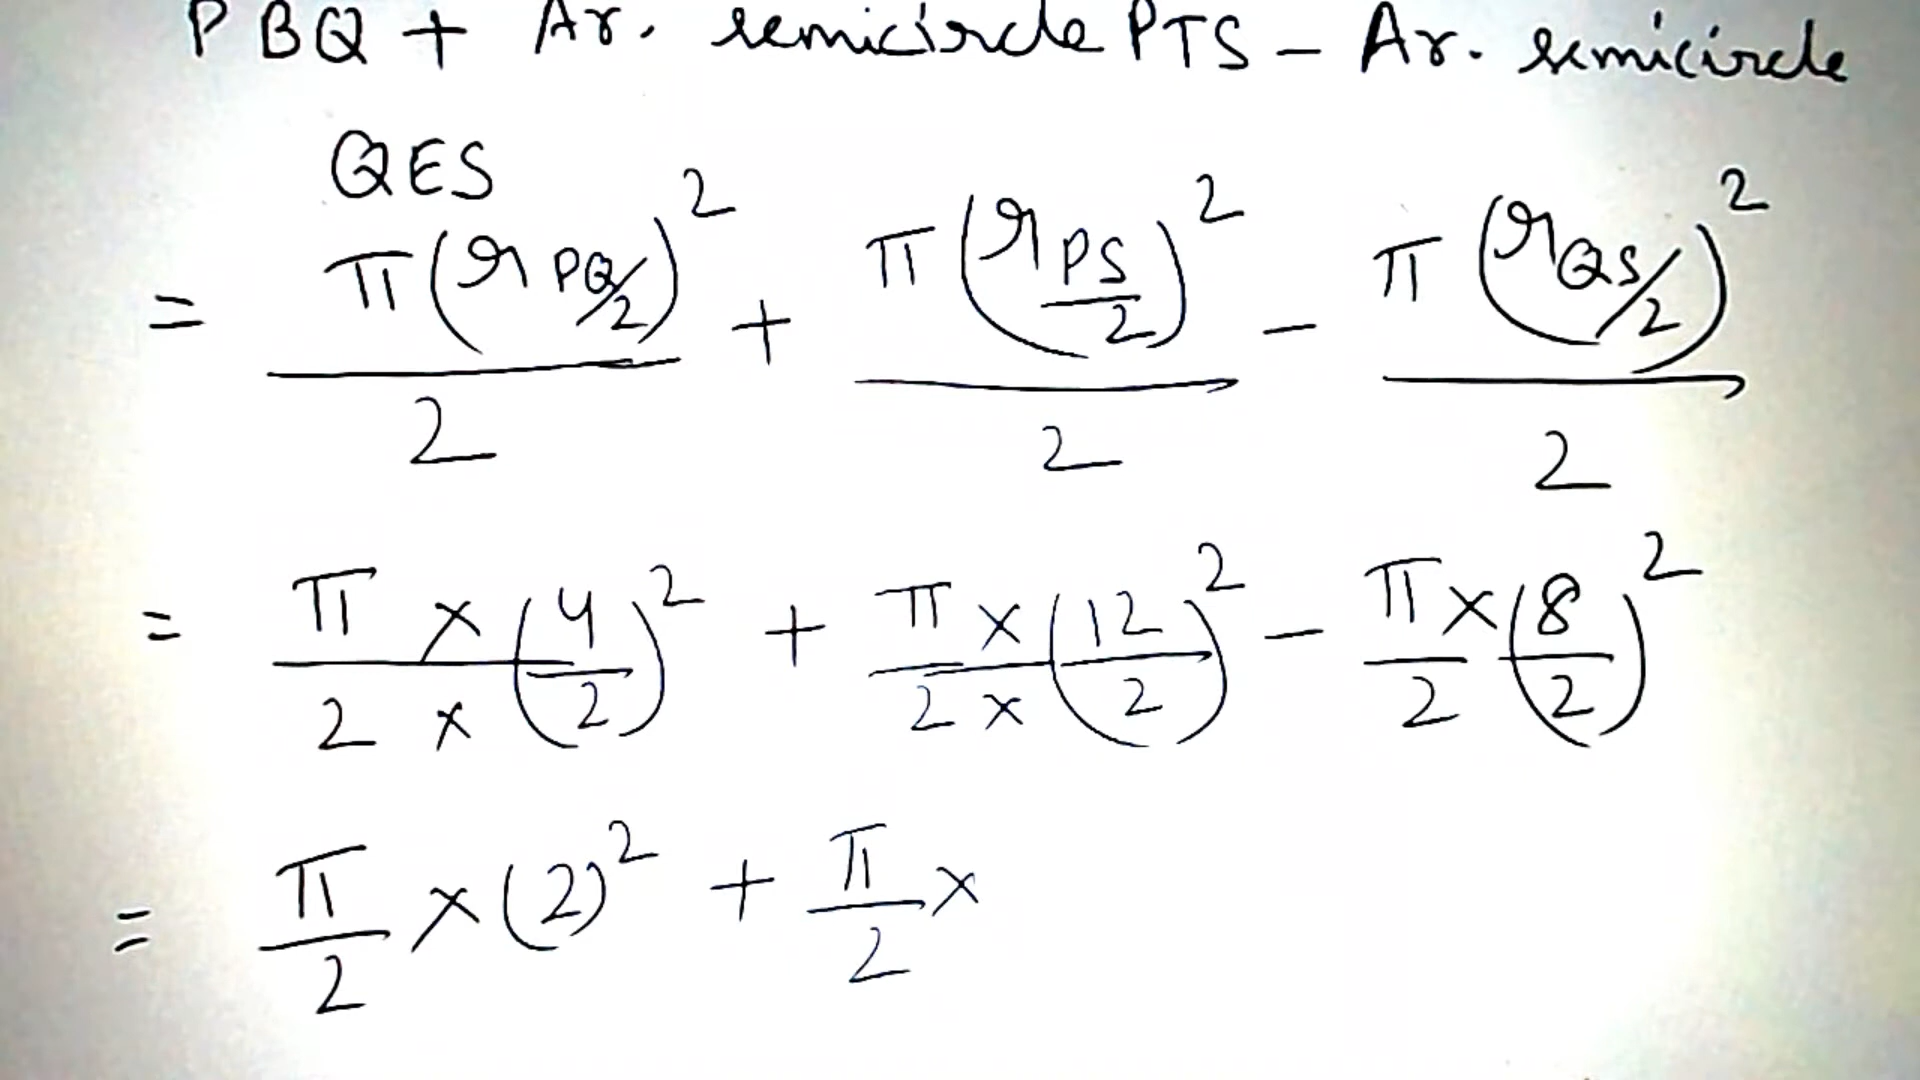 PBQ + Ar. semicircle PTS - Ar. semicircle
QES
= π(r PQ/2)²/2 + π(r PS/2)²/2 - π(r QS/2)²/2
= π/2 × × (4/2)² + π/2 × × (12/2)² - π/2 × (8/2)²
= π/2 × (2)² + π/2 ×